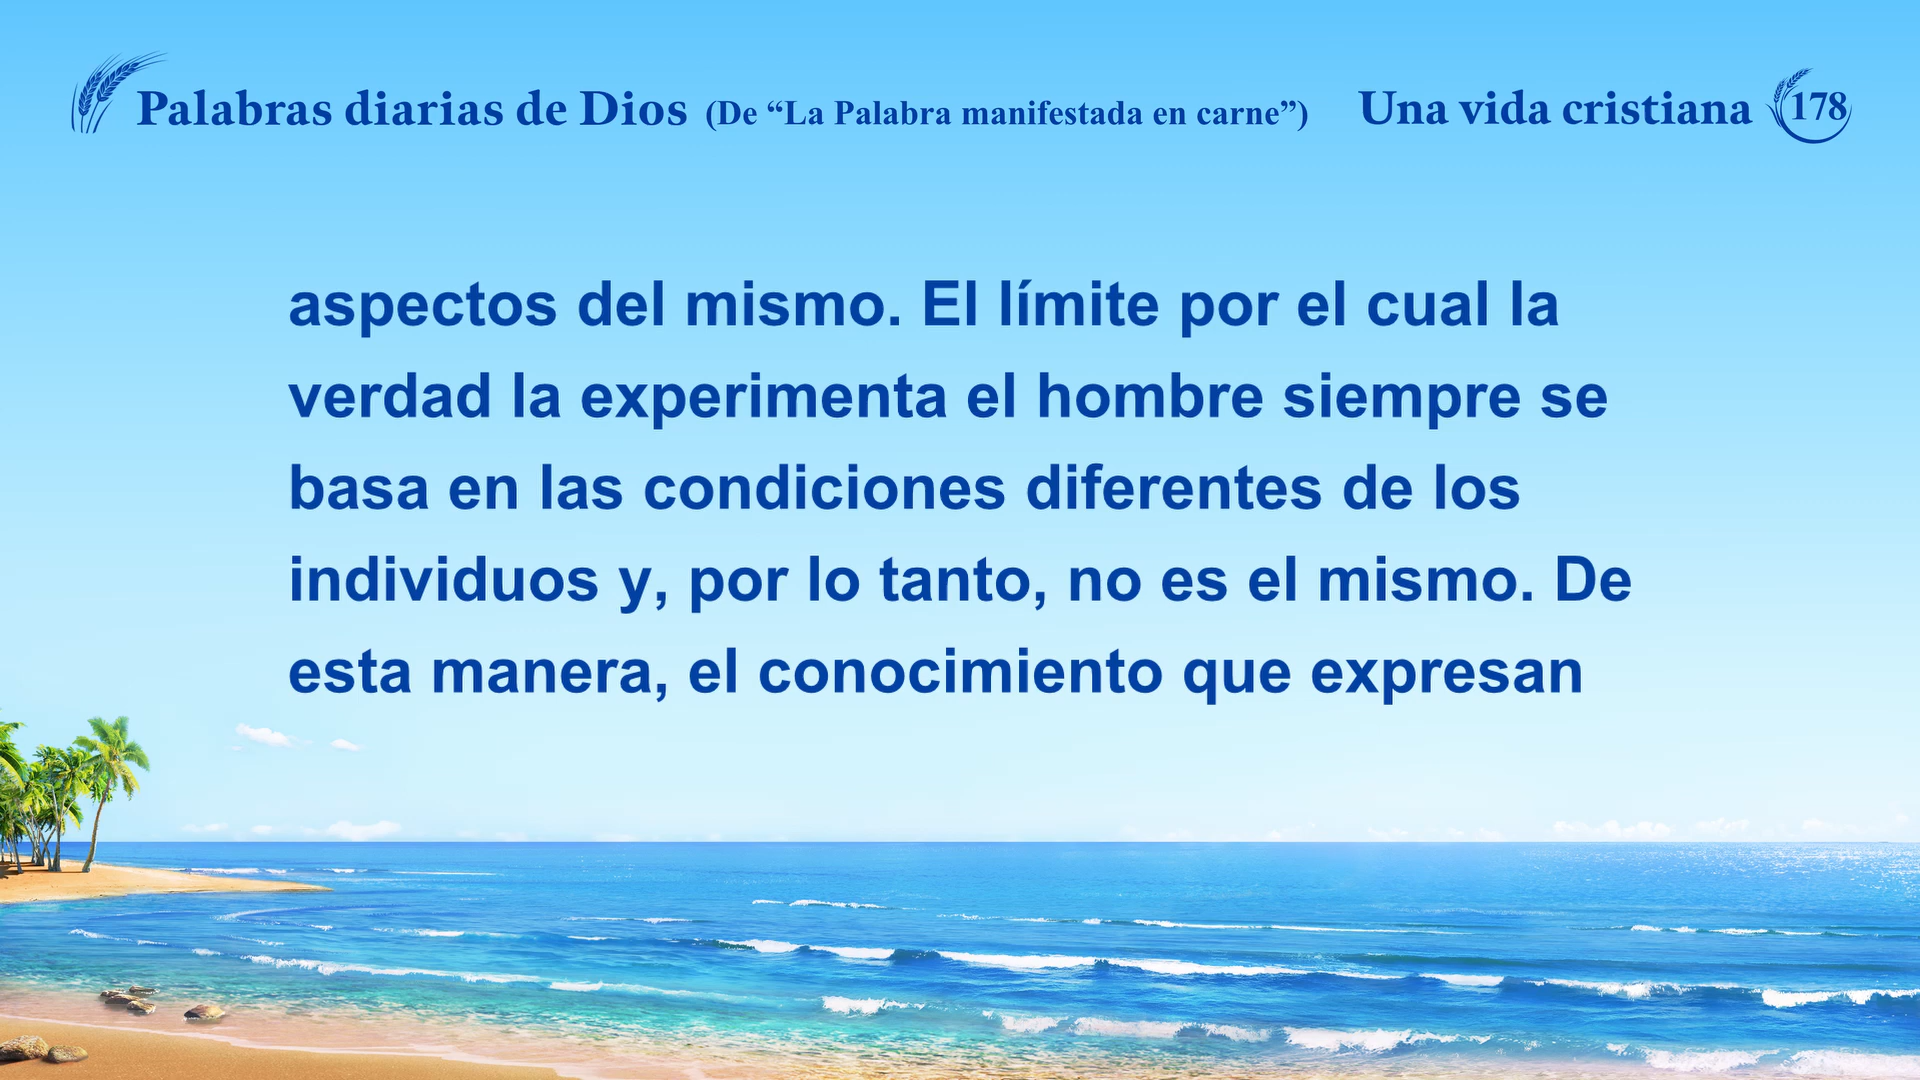 Palabras diarias de Dios (De “La Palabra manifestada en carne”) Una vida cristiana 178
aspectos del mismo. El límite por el cual la
verdad la experimenta el hombre siempre se
basa en las condiciones diferentes de los
individuos y, por lo tanto, no es el mismo. De
esta manera, el conocimiento que expresan